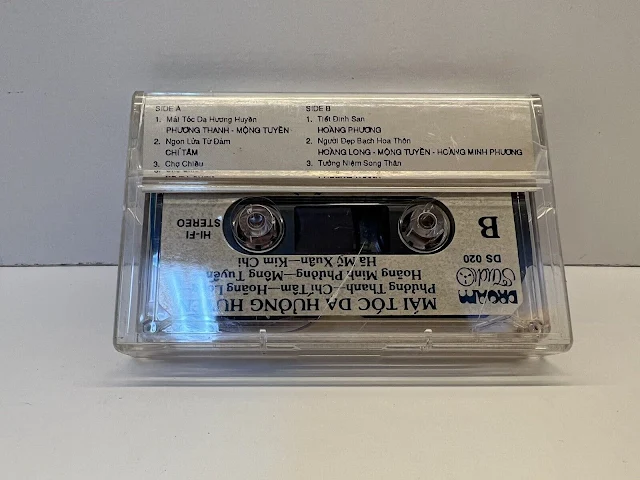 SIDE A
1. Mái Tóc Dạ Hương Huyền
PHƯƠNG THANH - MỘNG TUYỀN
2. Ngọn Lửa Từ Đàm
CHÍ TÂM
3. Chợ Chiều
SIDE B
1. Tiết Đinh San
HOÀNG PHƯƠNG
2. Người Đẹp Bạch Hoa Thôn
HOÀNG LONG - MỘNG TUYỀN - HOÀNG MINH PHƯƠNG
3. Tưởng Niệm Song Thân
DREAM Studio
DS 020
B
MÁI TÓC DẠ HƯƠNG
Phương Thanh—Chí Tâm—Hoàng
Hoàng Minh Phương—Mộng Tuyền
Hà Mỹ Xuân—Kim Chi
HI-FI
STEREO